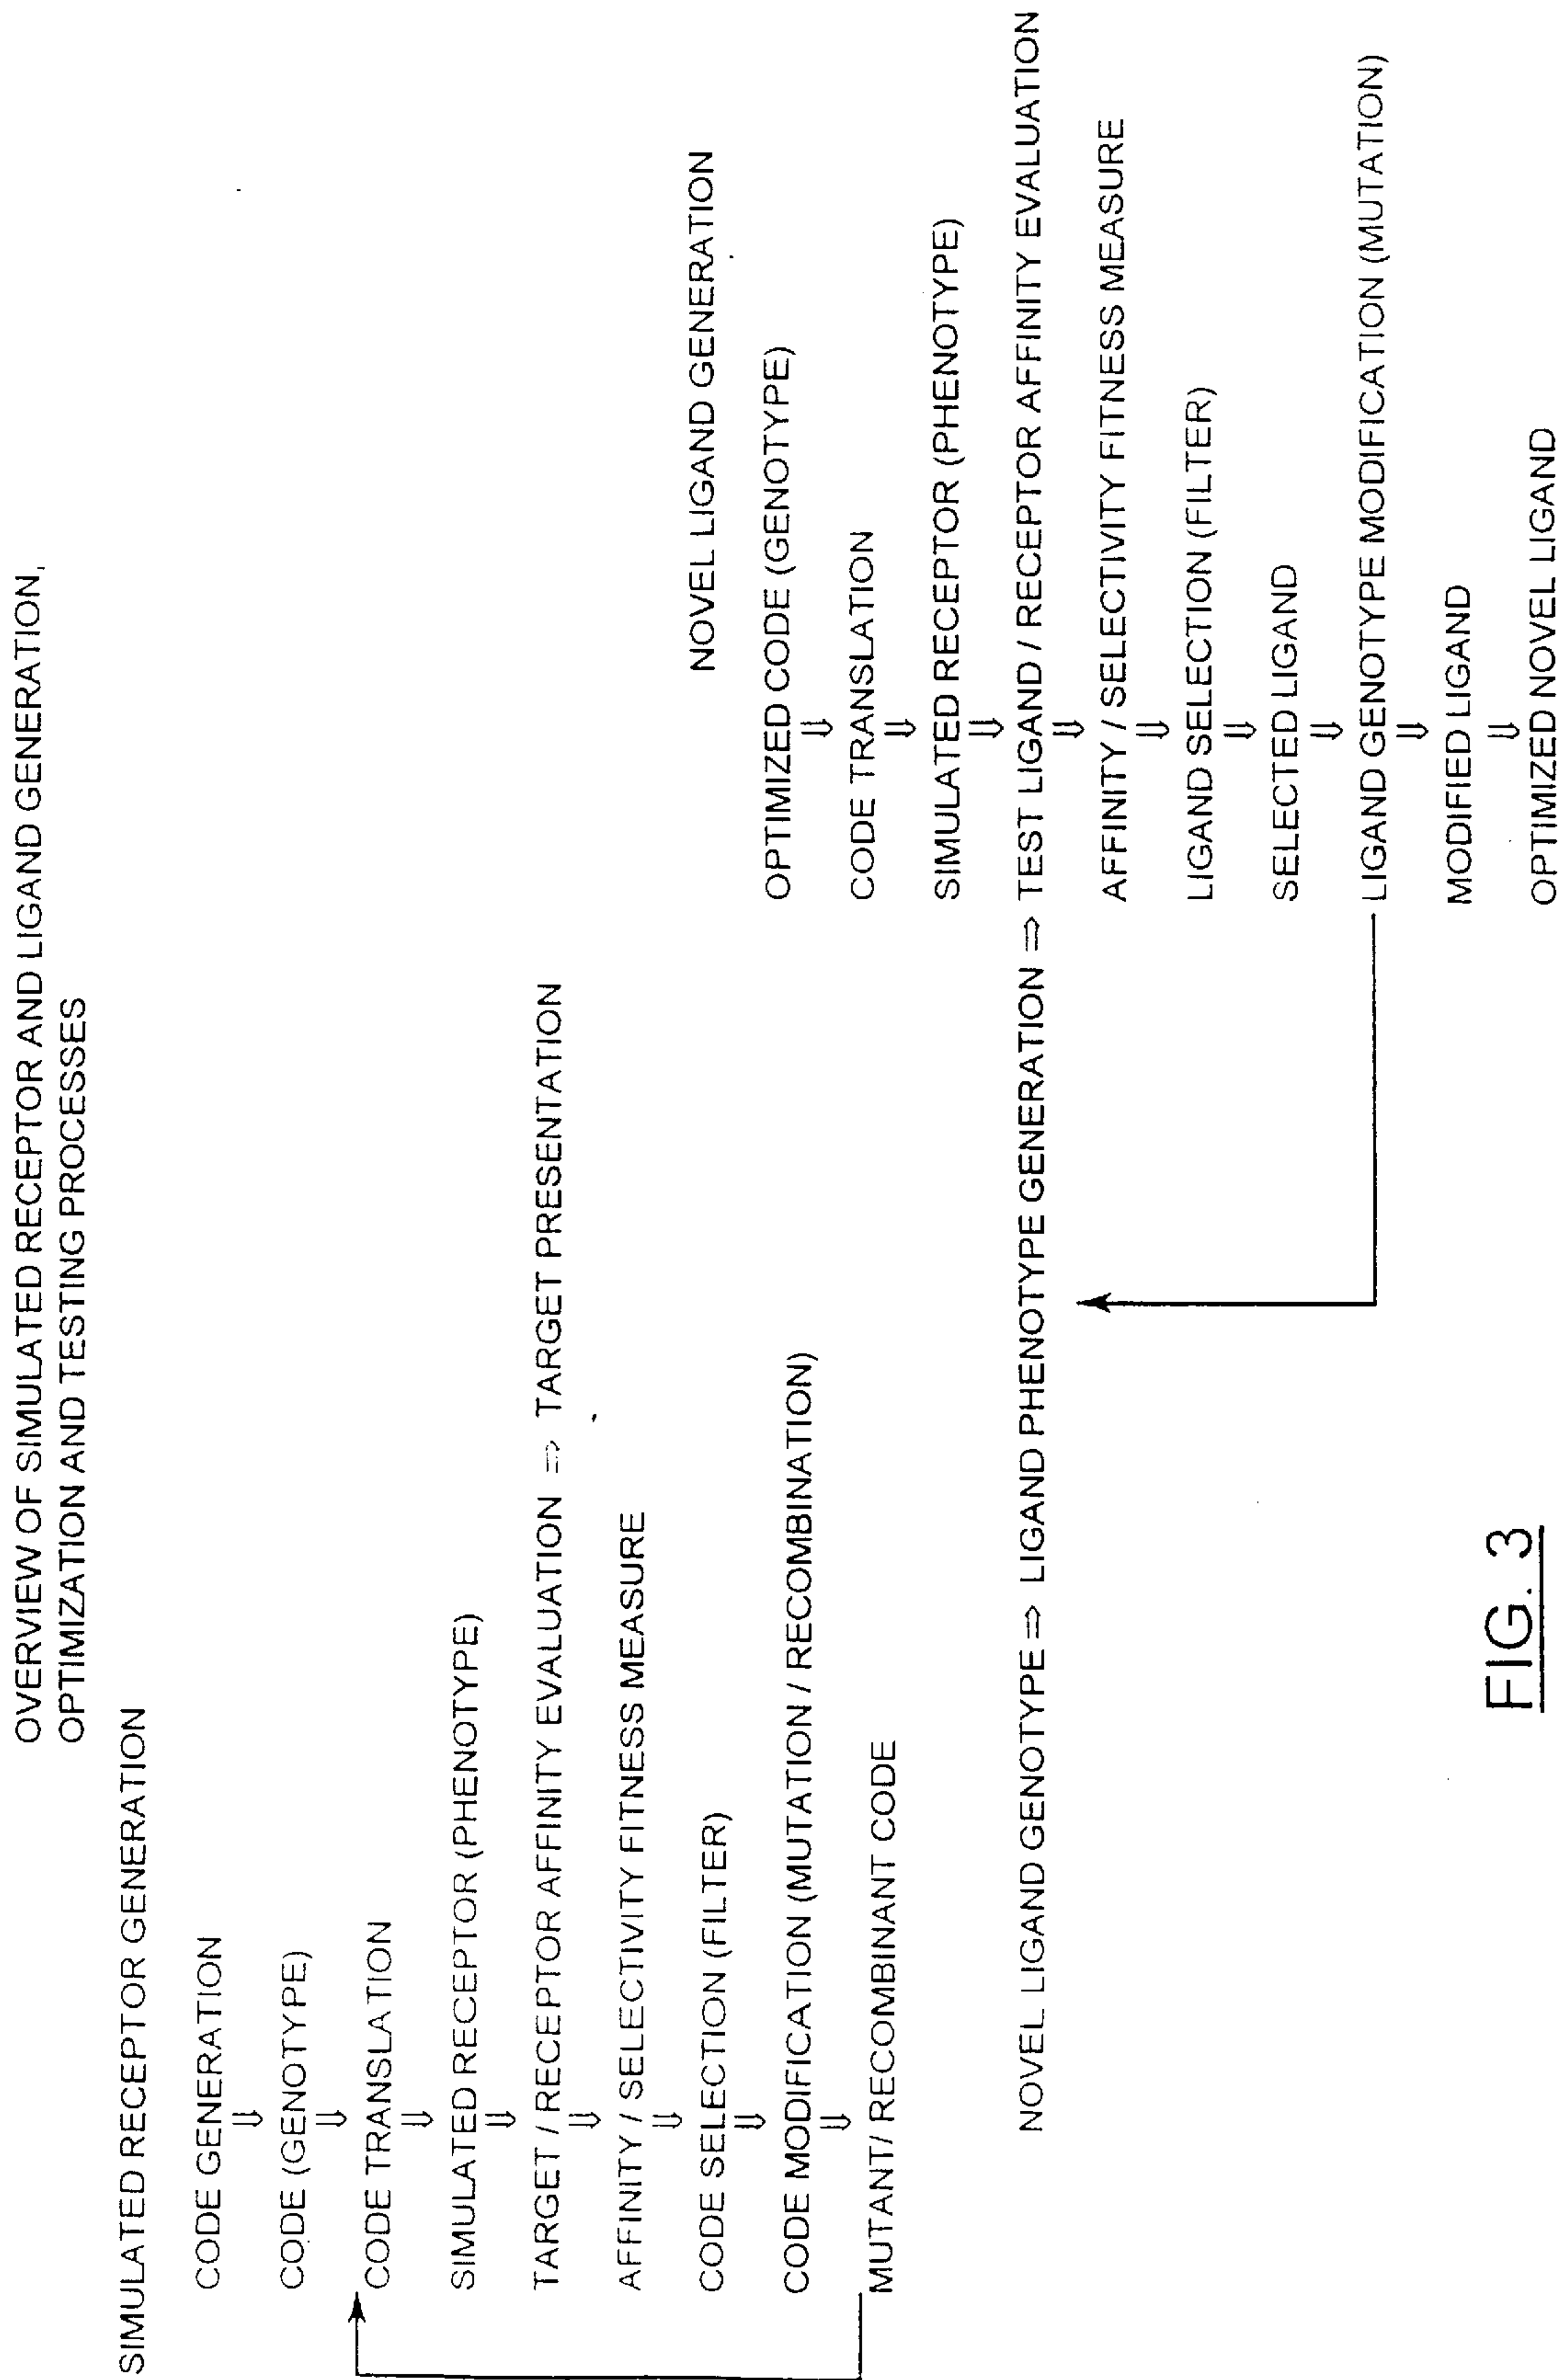 OVERVIEW OF SIMULATED RECEPTOR AND LIGAND GENERATION,
OPTIMIZATION AND TESTING PROCESSES
SIMULATED RECEPTOR GENERATION
CODE GENERATION
⇓
CODE (GENOTYPE)
⇓
CODE TRANSLATION
⇓
SIMULATED RECEPTOR (PHENOTYPE)
⇓
TARGET / RECEPTOR AFFINITY EVALUATION ⇒ TARGET PRESENTATION
⇓
AFFINITY / SELECTIVITY FITNESS MEASURE
⇓
CODE SELECTION (FILTER)
⇓
CODE MODIFICATION (MUTATION / RECOMBINATION)
⇓
MUTANT/ RECOMBINANT CODE
NOVEL LIGAND GENERATION
OPTIMIZED CODE (GENOTYPE)
⇓
CODE TRANSLATION
⇓
SIMULATED RECEPTOR (PHENOTYPE)
⇓
NOVEL LIGAND GENOTYPE ⇒ LIGAND PHENOTYPE GENERATION ⇒ TEST LIGAND / RECEPTOR AFFINITY EVALUATION
⇓
AFFINITY / SELECTIVITY FITNESS MEASURE
⇓
LIGAND SELECTION (FILTER)
⇓
SELECTED LIGAND
⇓
LIGAND GENOTYPE MODIFICATION (MUTATION)
⇓
MODIFIED LIGAND
⇓
OPTIMIZED NOVEL LIGAND
FIG. 3